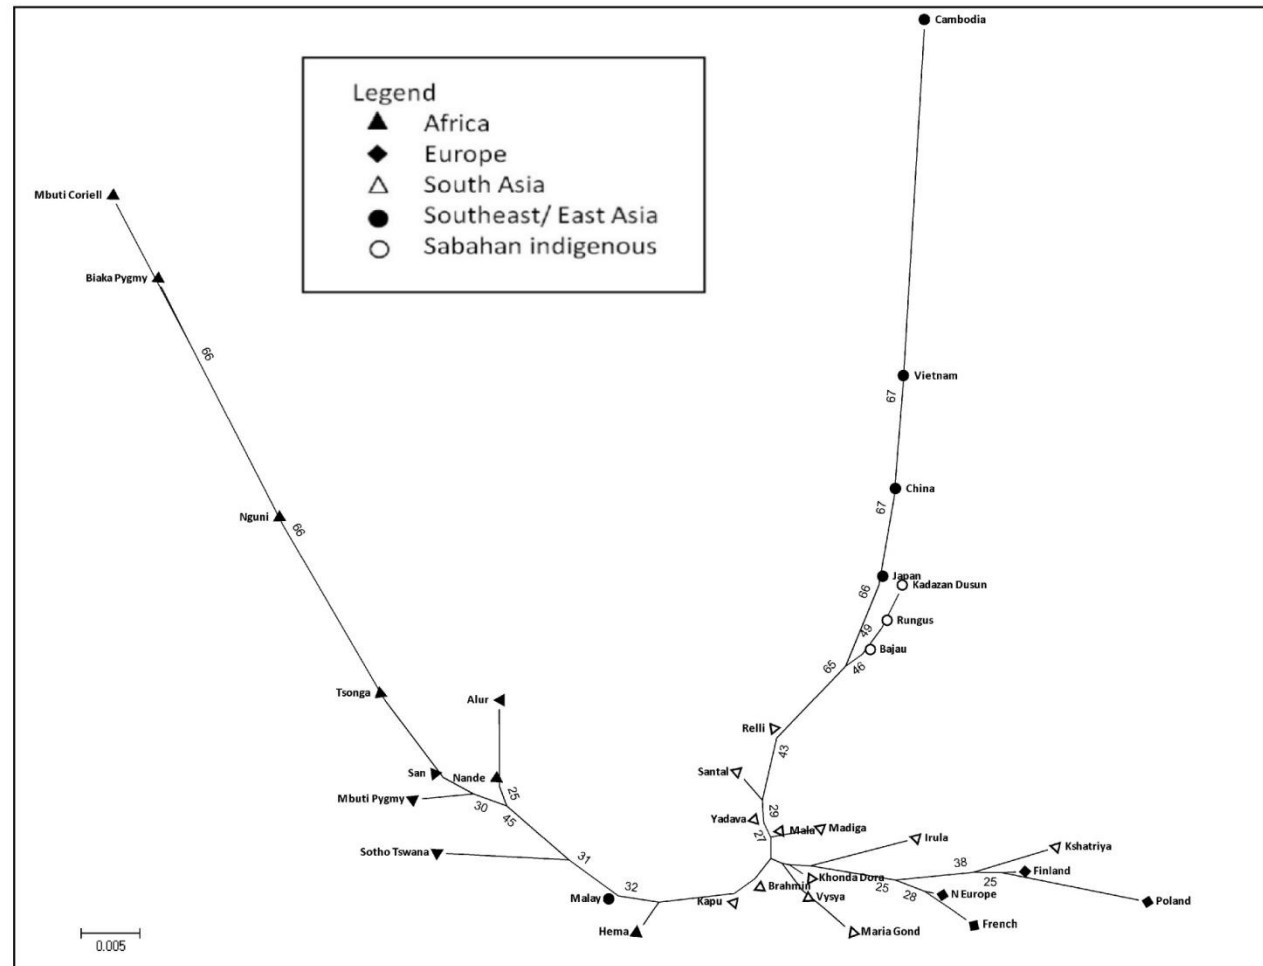 Cambodia
Legend
Africa
Europe
South Asia
Southeast/ East Asia
Sabahan indigenous
Mbuti Coriell
Biaka Pygmy
66
Vietnam
67
China
67
Nguni
66
Japan
Kadazan Dusun
66
Rungus
49
Bajau
65
46
Tsonga
Alur
Relli
43
San
Nande
Santal
Mbuti Pygmy
25
30
45
29
Yadava
Mala
Madiga
27
Irula
Kshatriya
Sotho Tswana
31
38
Finland
Khonda Dora
25
25
32
Brahmin
28
N Europe
Malay
Kapu
Vysya
Poland
French
Hema
Maria Gond
0.005